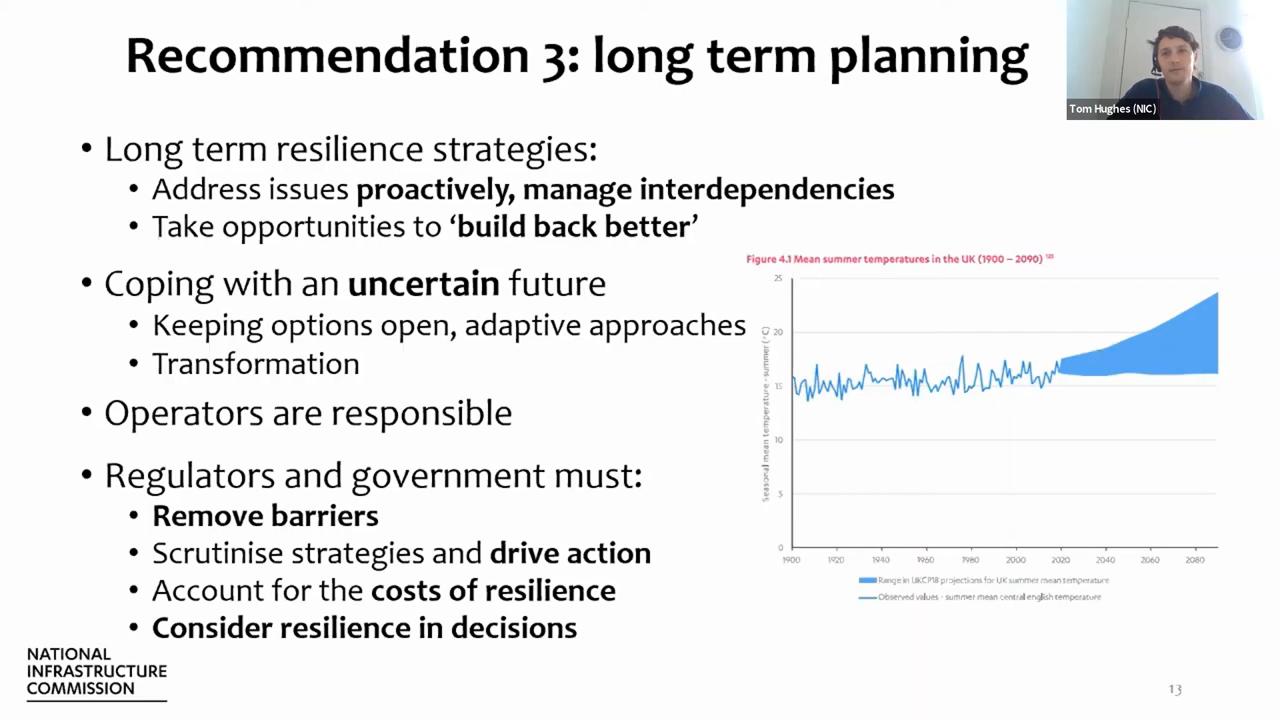 Recommendation 3: long term planning
Tom Hughes (NIC)
• Long term resilience strategies:
• Address issues proactively, manage interdependencies
• Take opportunities to ‘build back better’
• Coping with an uncertain future
• Keeping options open, adaptive approaches
• Transformation
• Operators are responsible
• Regulators and government must:
• Remove barriers
• Scrutinise strategies and drive action
• Account for the costs of resilience
• Consider resilience in decisions
Figure 4.1 Mean summer temperatures in the UK (1900 – 2090)
Seasonal mean temperature - summer (°C)
25
20
15
10
5
0
1900 1920 1940 1960 1980 2000 2020 2040 2060 2080
Range in UKCP18 projections for UK summer mean temperature
Observed values - summer mean central english temperature
NATIONAL
INFRASTRUCTURE
COMMISSION
13